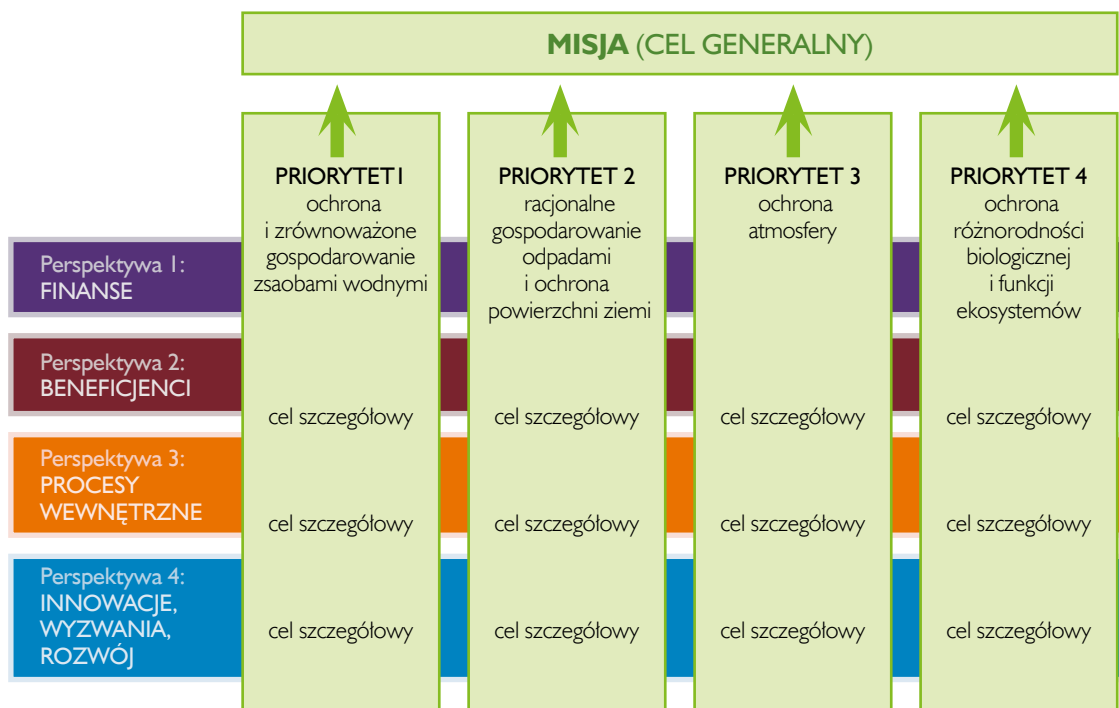 MISJA (CEL GENERALNY)
PRIORYTET 1
ochrona
i zrównoważone
gospodarowanie
zsaobami wodnymi
PRIORYTET 2
racjonalne
gospodarowanie
odpadami
i ochrona
powierzchni ziemi
PRIORYTET 3
ochrona
atmosfery
PRIORYTET 4
ochrona
różnorodności
biologicznej
i funkcji
ekosystemów
Perspektywa 1:
FINANSE
Perspektywa 2:
BENEFICJENCI
cel szczegółowy
cel szczegółowy
cel szczegółowy
cel szczegółowy
Perspektywa 3:
PROCESY
WEWNĘTRZNE
cel szczegółowy
cel szczegółowy
cel szczegółowy
cel szczegółowy
Perspektywa 4:
INNOWACJE,
WYZWANIA,
ROZWÓJ
cel szczegółowy
cel szczegółowy
cel szczegółowy
cel szczegółowy